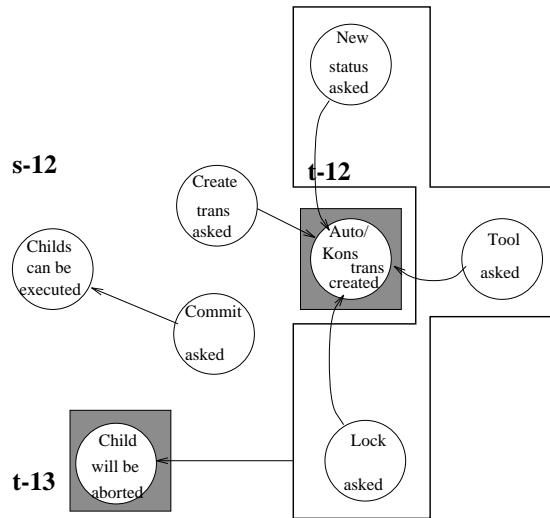 New
status
asked
s-12
t-12
Create
trans
asked
Auto/
Kons
trans
created
Tool
asked
Childs
can be
executed
Commit
asked
Child
will be
aborted
t-13
Lock
asked